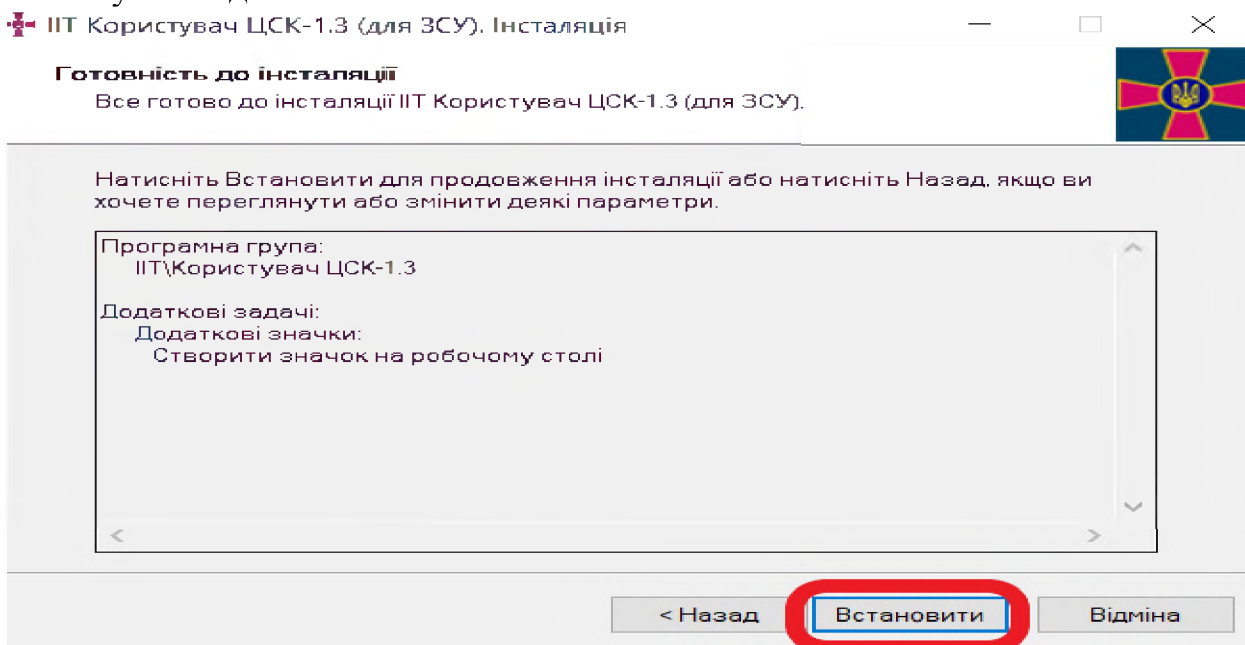 ІІТ Користувач ЦСК-1.3 (для ЗСУ). Інсталяція
Готовність до інсталяції
Все готово до інсталяції ІІТ Користувач ЦСК-1.3 (для ЗСУ).
Натисніть Встановити для продовження інсталяції або натисніть Назад, якщо ви
хочете переглянути або змінити деякі параметри.
Програмна група:
ІІТ\Користувач ЦСК-1.3
Додаткові задачі:
Додаткові значки:
Створити значок на робочому столі
< Назад
Встановити
Відміна